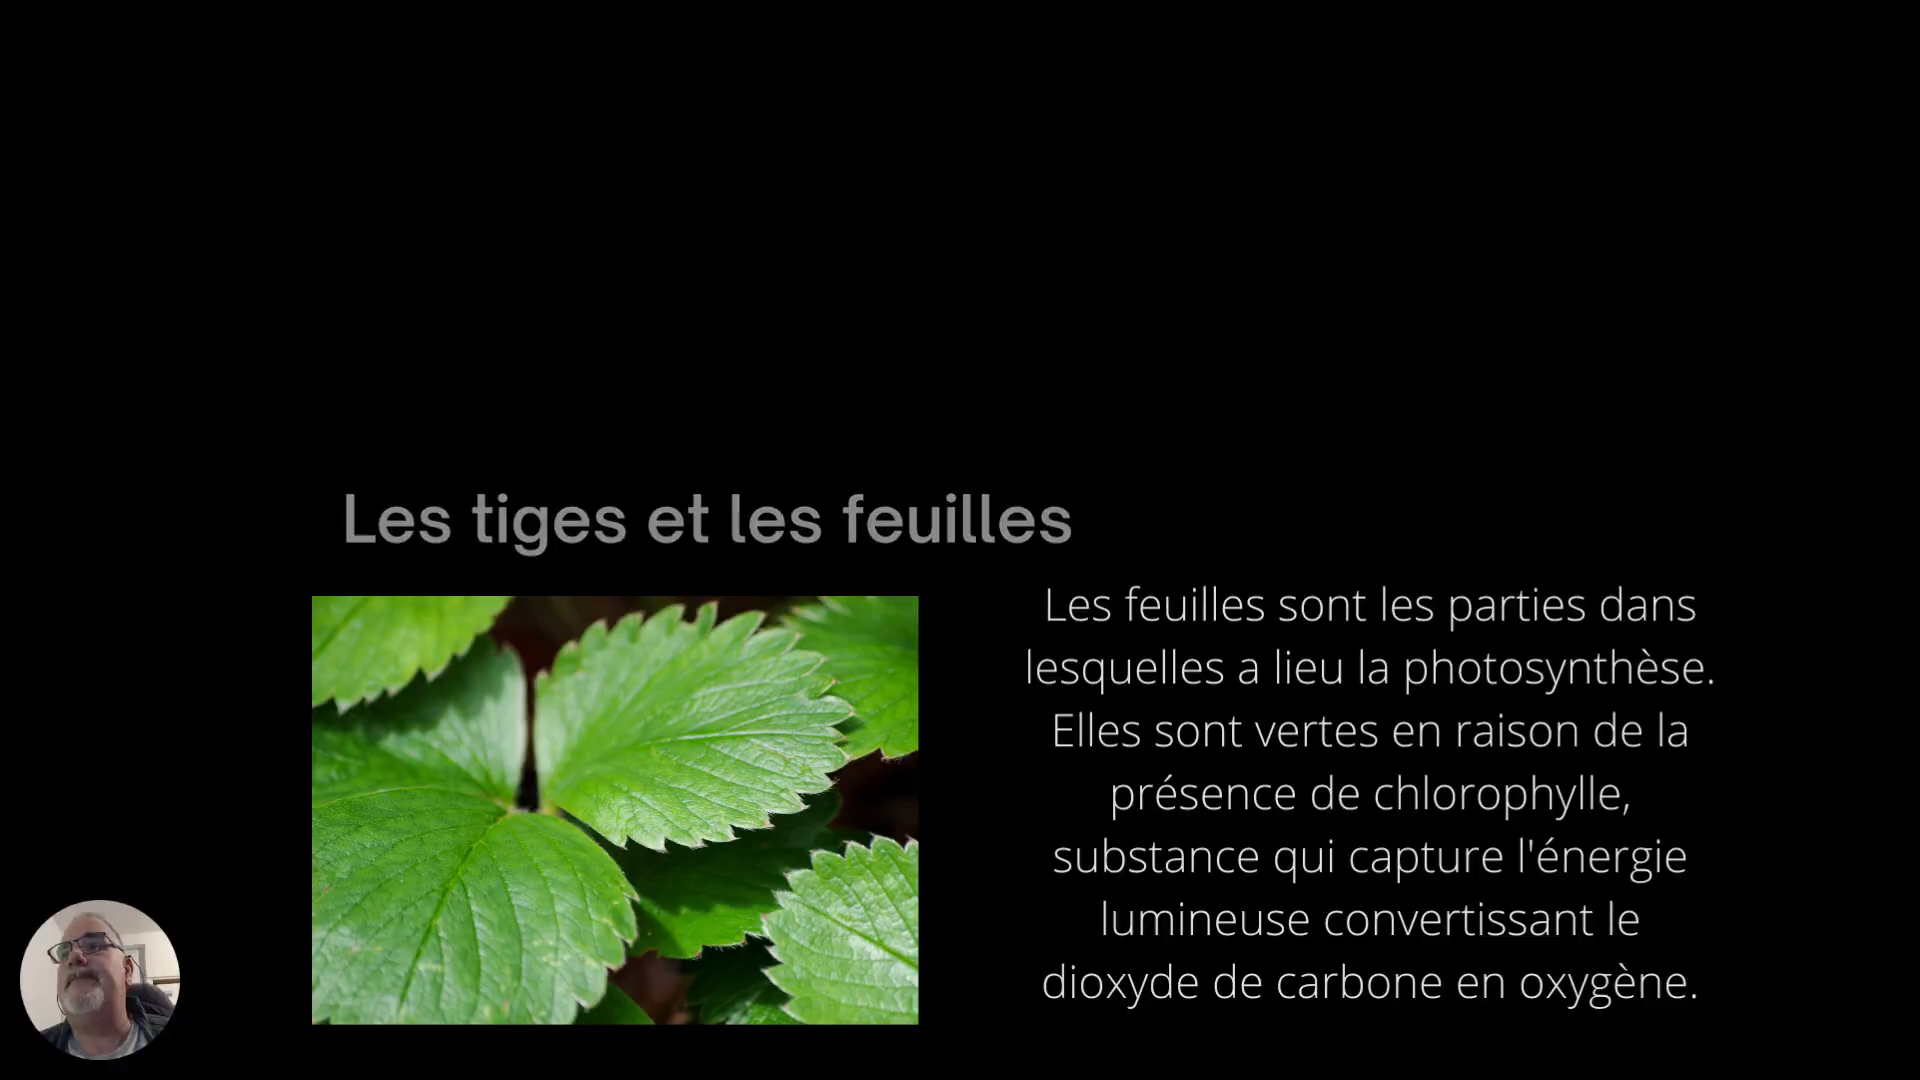 Les tiges et les feuilles
Les feuilles sont les parties dans
lesquelles a lieu la photosynthèse.
Elles sont vertes en raison de la
présence de chlorophylle,
substance qui capture l'énergie
lumineuse convertissant le
dioxyde de carbone en oxygène.